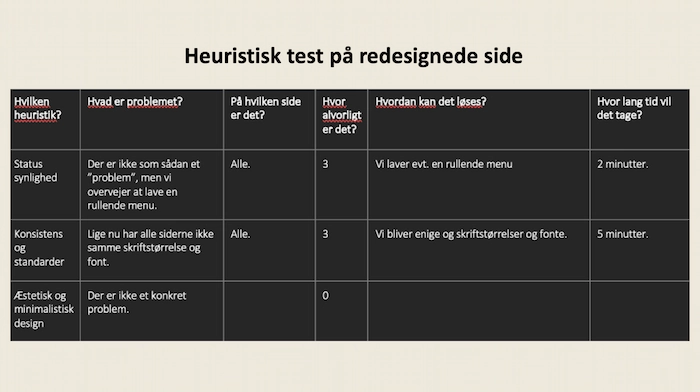 Heuristisk test på redesignede side
Hvilken
heuristik?
Hvad er problemet?
På hvilken side
er det?
Hvor
alvorligt
er det?
Hvordan kan det løses?
Hvor lang tid vil
det tage?
Status
synlighed
Der er ikke som sådan et
”problem”, men vi
overvejer at lave en
rullende menu.
Alle.
3
Vi laver evt. en rullende menu
2 minutter.
Konsistens
og
standarder
Lige nu har alle siderne ikke
samme skriftstørrelse og
font.
Alle.
3
Vi bliver enige og skriftstørrelser og fonte.
5 minutter.
Æstetisk og
minimalistisk
design
Der er ikke et konkret
problem.
0